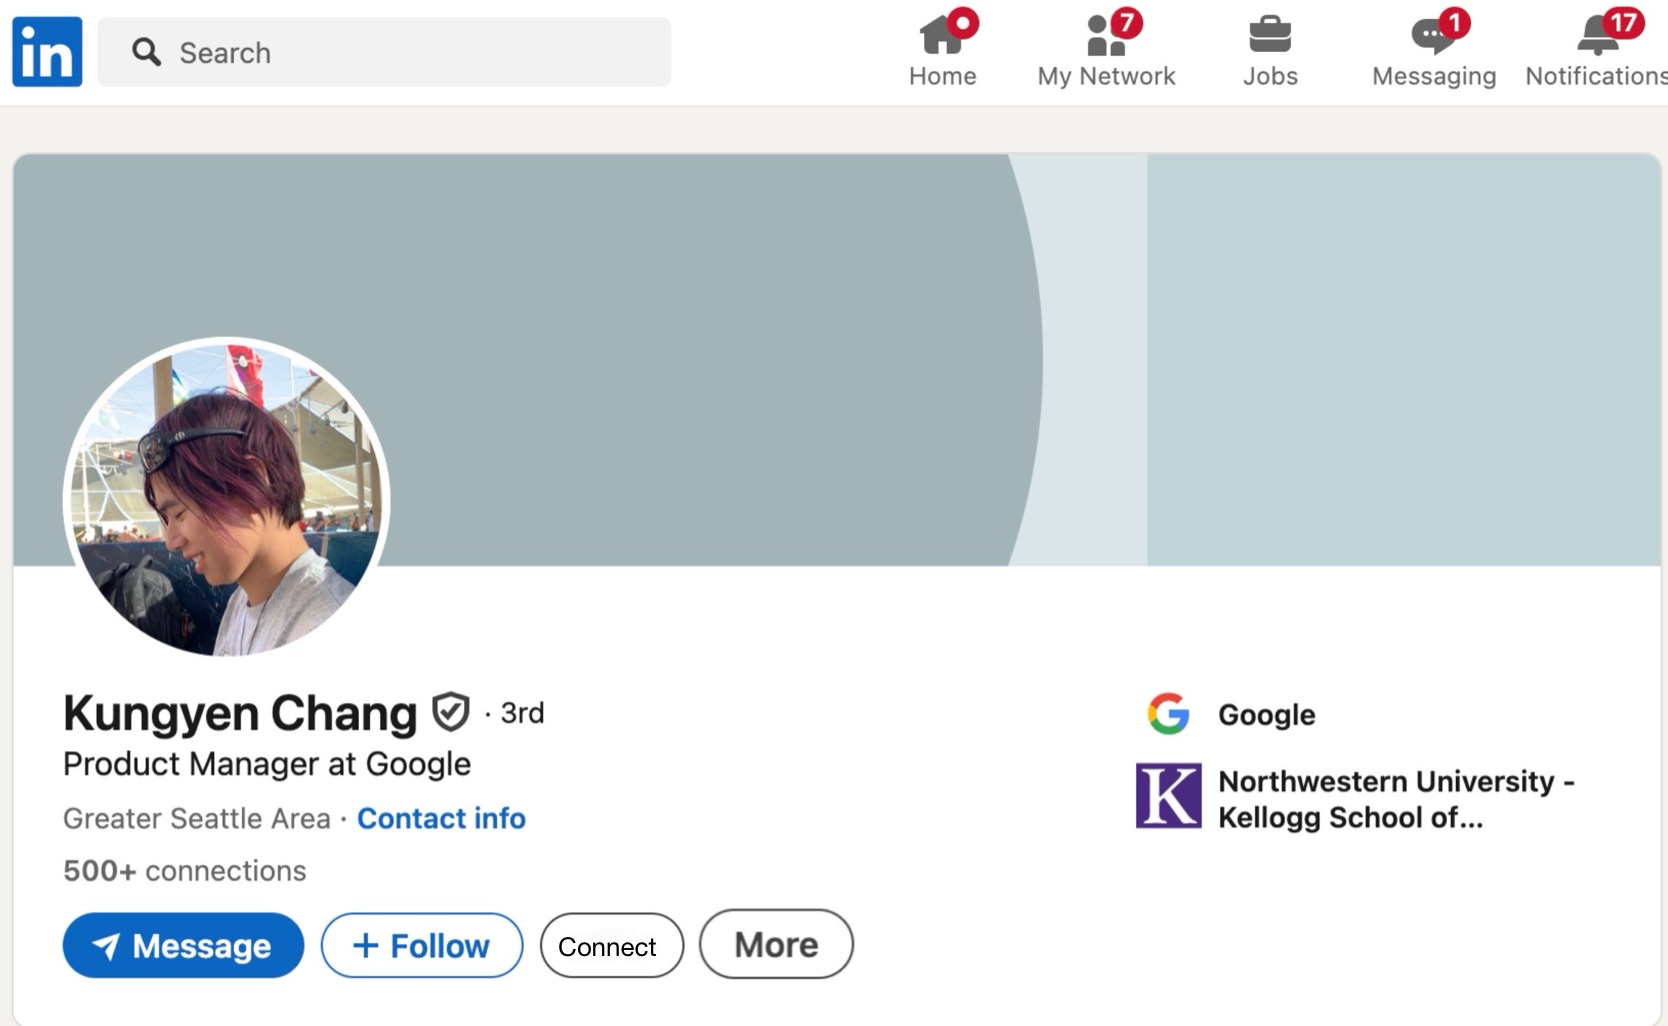 in
Search
Home
My Network
7
Jobs
Messaging
1
Notifications
17
Kungyen Chang · 3rd
Product Manager at Google
Greater Seattle Area · Contact info
500+ connections
Message
+ Follow
Connect
More
G
Google
K
Northwestern University -
Kellogg School of...